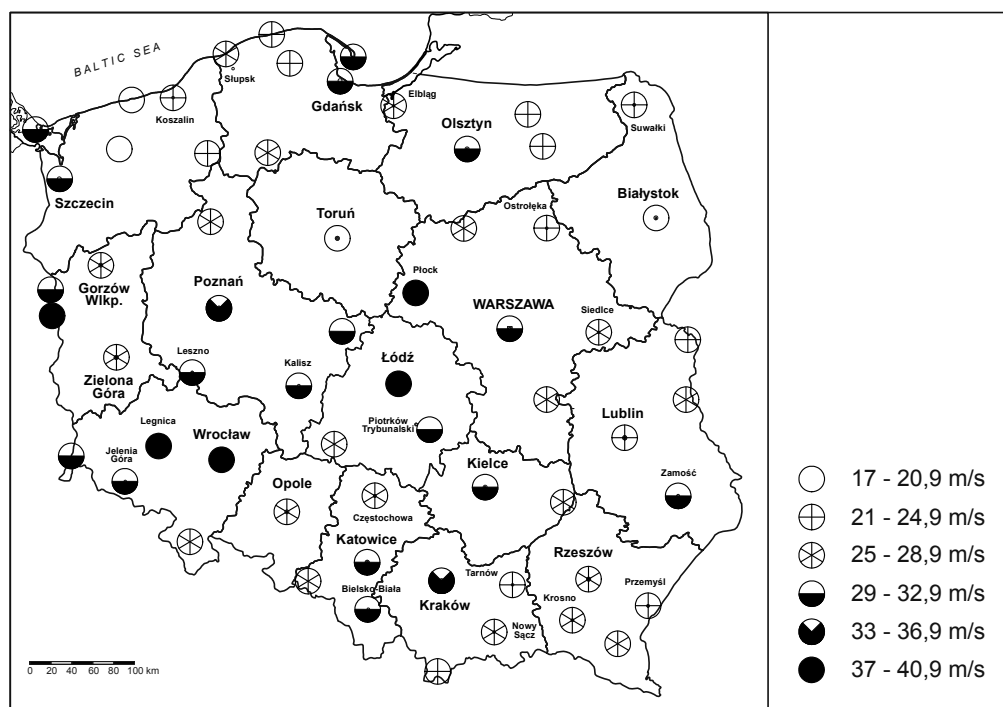 BALTIC SEA
Słupsk
Gdańsk
Elbląg
Koszalin
Olsztyn
Suwałki
Szczecin
Toruń
Ostrołęka
Białystok
Gorzów
Wlkp.
Poznań
Płock
WARSZAWA
Siedlce
Leszno
Kalisz
Łódź
Zielona
Góra
Legnica
Wrocław
Piotrków
Trybunalski
Lublin
Jelenia
Góra
Opole
Kielce
Zamość
Częstochowa
Katowice
Rzeszów
Tarnów
Przemyśl
Bielsko-Biała
Kraków
Krosno
Nowy
Sącz
0 20 40 60 80 100 km
17 - 20,9 m/s
21 - 24,9 m/s
25 - 28,9 m/s
29 - 32,9 m/s
33 - 36,9 m/s
37 - 40,9 m/s